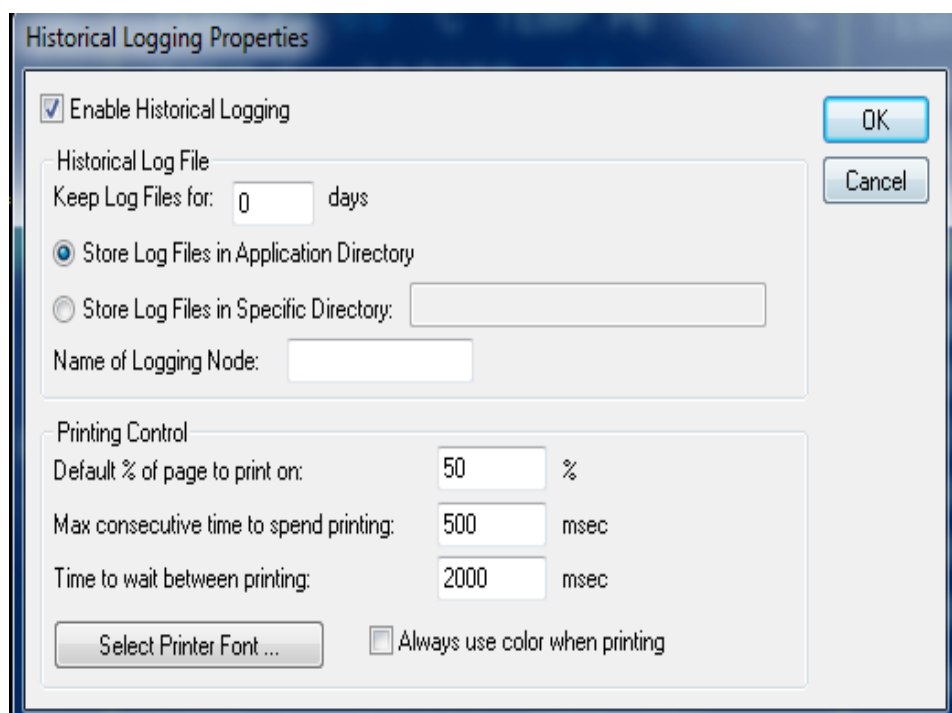 Historical Logging Properties
Enable Historical Logging
OK
Historical Log File
Keep Log Files for: 0 days
Cancel
Store Log Files in Application Directory
Store Log Files in Specific Directory:
Name of Logging Node:
Printing Control
Default % of page to print on: 50 %
Max consecutive time to spend printing: 500 msec
Time to wait between printing: 2000 msec
Select Printer Font ... Always use color when printing